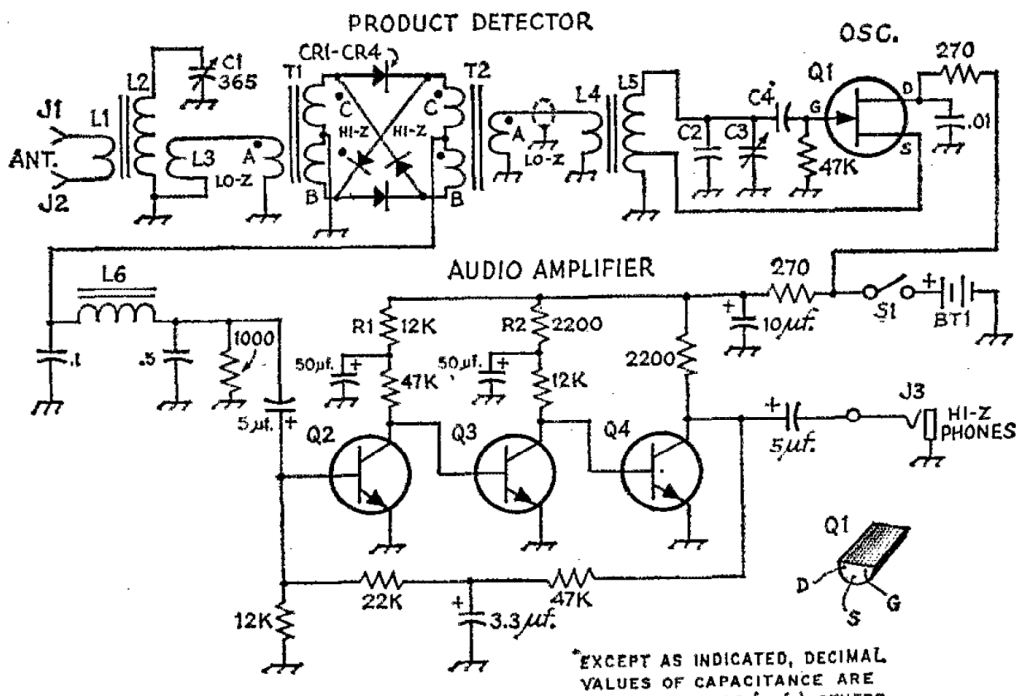 PRODUCT DETECTOR
OSC.
CR1-CR4
C1
365
L2
T1
T2
L5
Q1
270
J1
L1
C
C
L4
C4
G
D
.01
HI-Z
HI-Z
ANT.
L3
A
A
C2
C3
S
LO-Z
LO-Z
47K
J2
B
B
L6
AUDIO AMPLIFIER
270
S1
+
BT1
R1
12K
R2
2200
+
10µf.
.1
.5
1000
50µf.
+
50µf.
+
2200
47K
12K
J3
HI-Z
PHONES
5µf.
+
Q2
Q3
Q4
+
5µf.
Q1
D
S
G
22K
47K
12K
+
3.3µf.
*EXCEPT AS INDICATED, DECIMAL
VALUES OF CAPACITANCE ARE